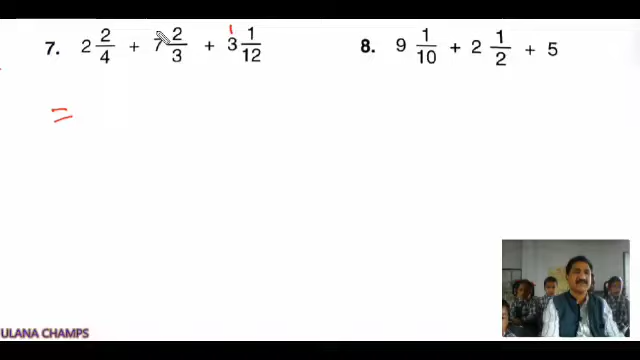 7. 2 2/4 + 7 2/3 + 3 1/12
8. 9 1/10 + 2 1/2 + 5
=
ULANA CHAMPS